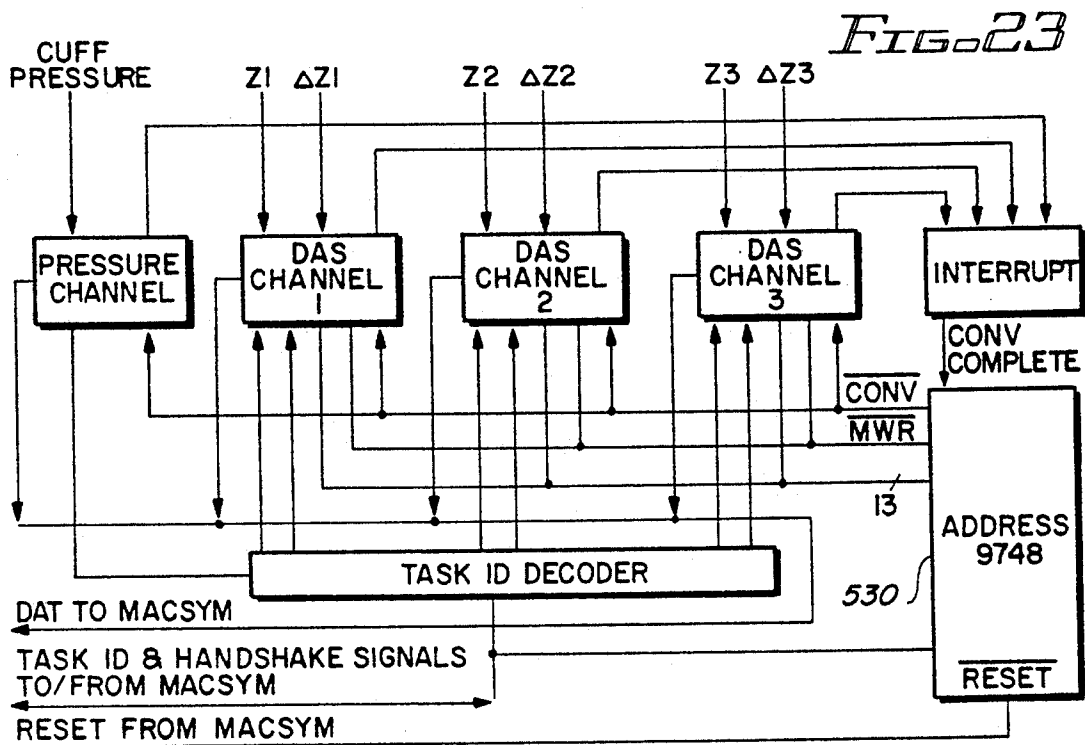 FIG. 23
CUFF
PRESSURE
Z1 ΔZ1
Z2 ΔZ2
Z3 ΔZ3
PRESSURE
CHANNEL
DAS
CHANNEL
1
DAS
CHANNEL
2
DAS
CHANNEL
3
INTERRUPT
CONV
COMPLETE
CONV
MWR
13
ADDRESS
9748
530
TASK ID DECODER
DAT TO MACSYM
TASK ID & HANDSHAKE SIGNALS
TO/FROM MACSYM
RESET
RESET FROM MACSYM